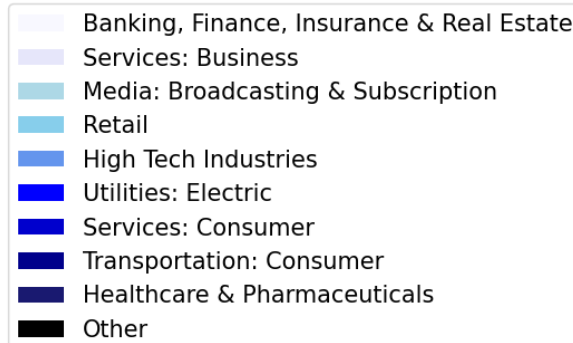 Banking, Finance, Insurance & Real Estate
Services: Business
Media: Broadcasting & Subscription
Retail
High Tech Industries
Utilities: Electric
Services: Consumer
Transportation: Consumer
Healthcare & Pharmaceuticals
Other